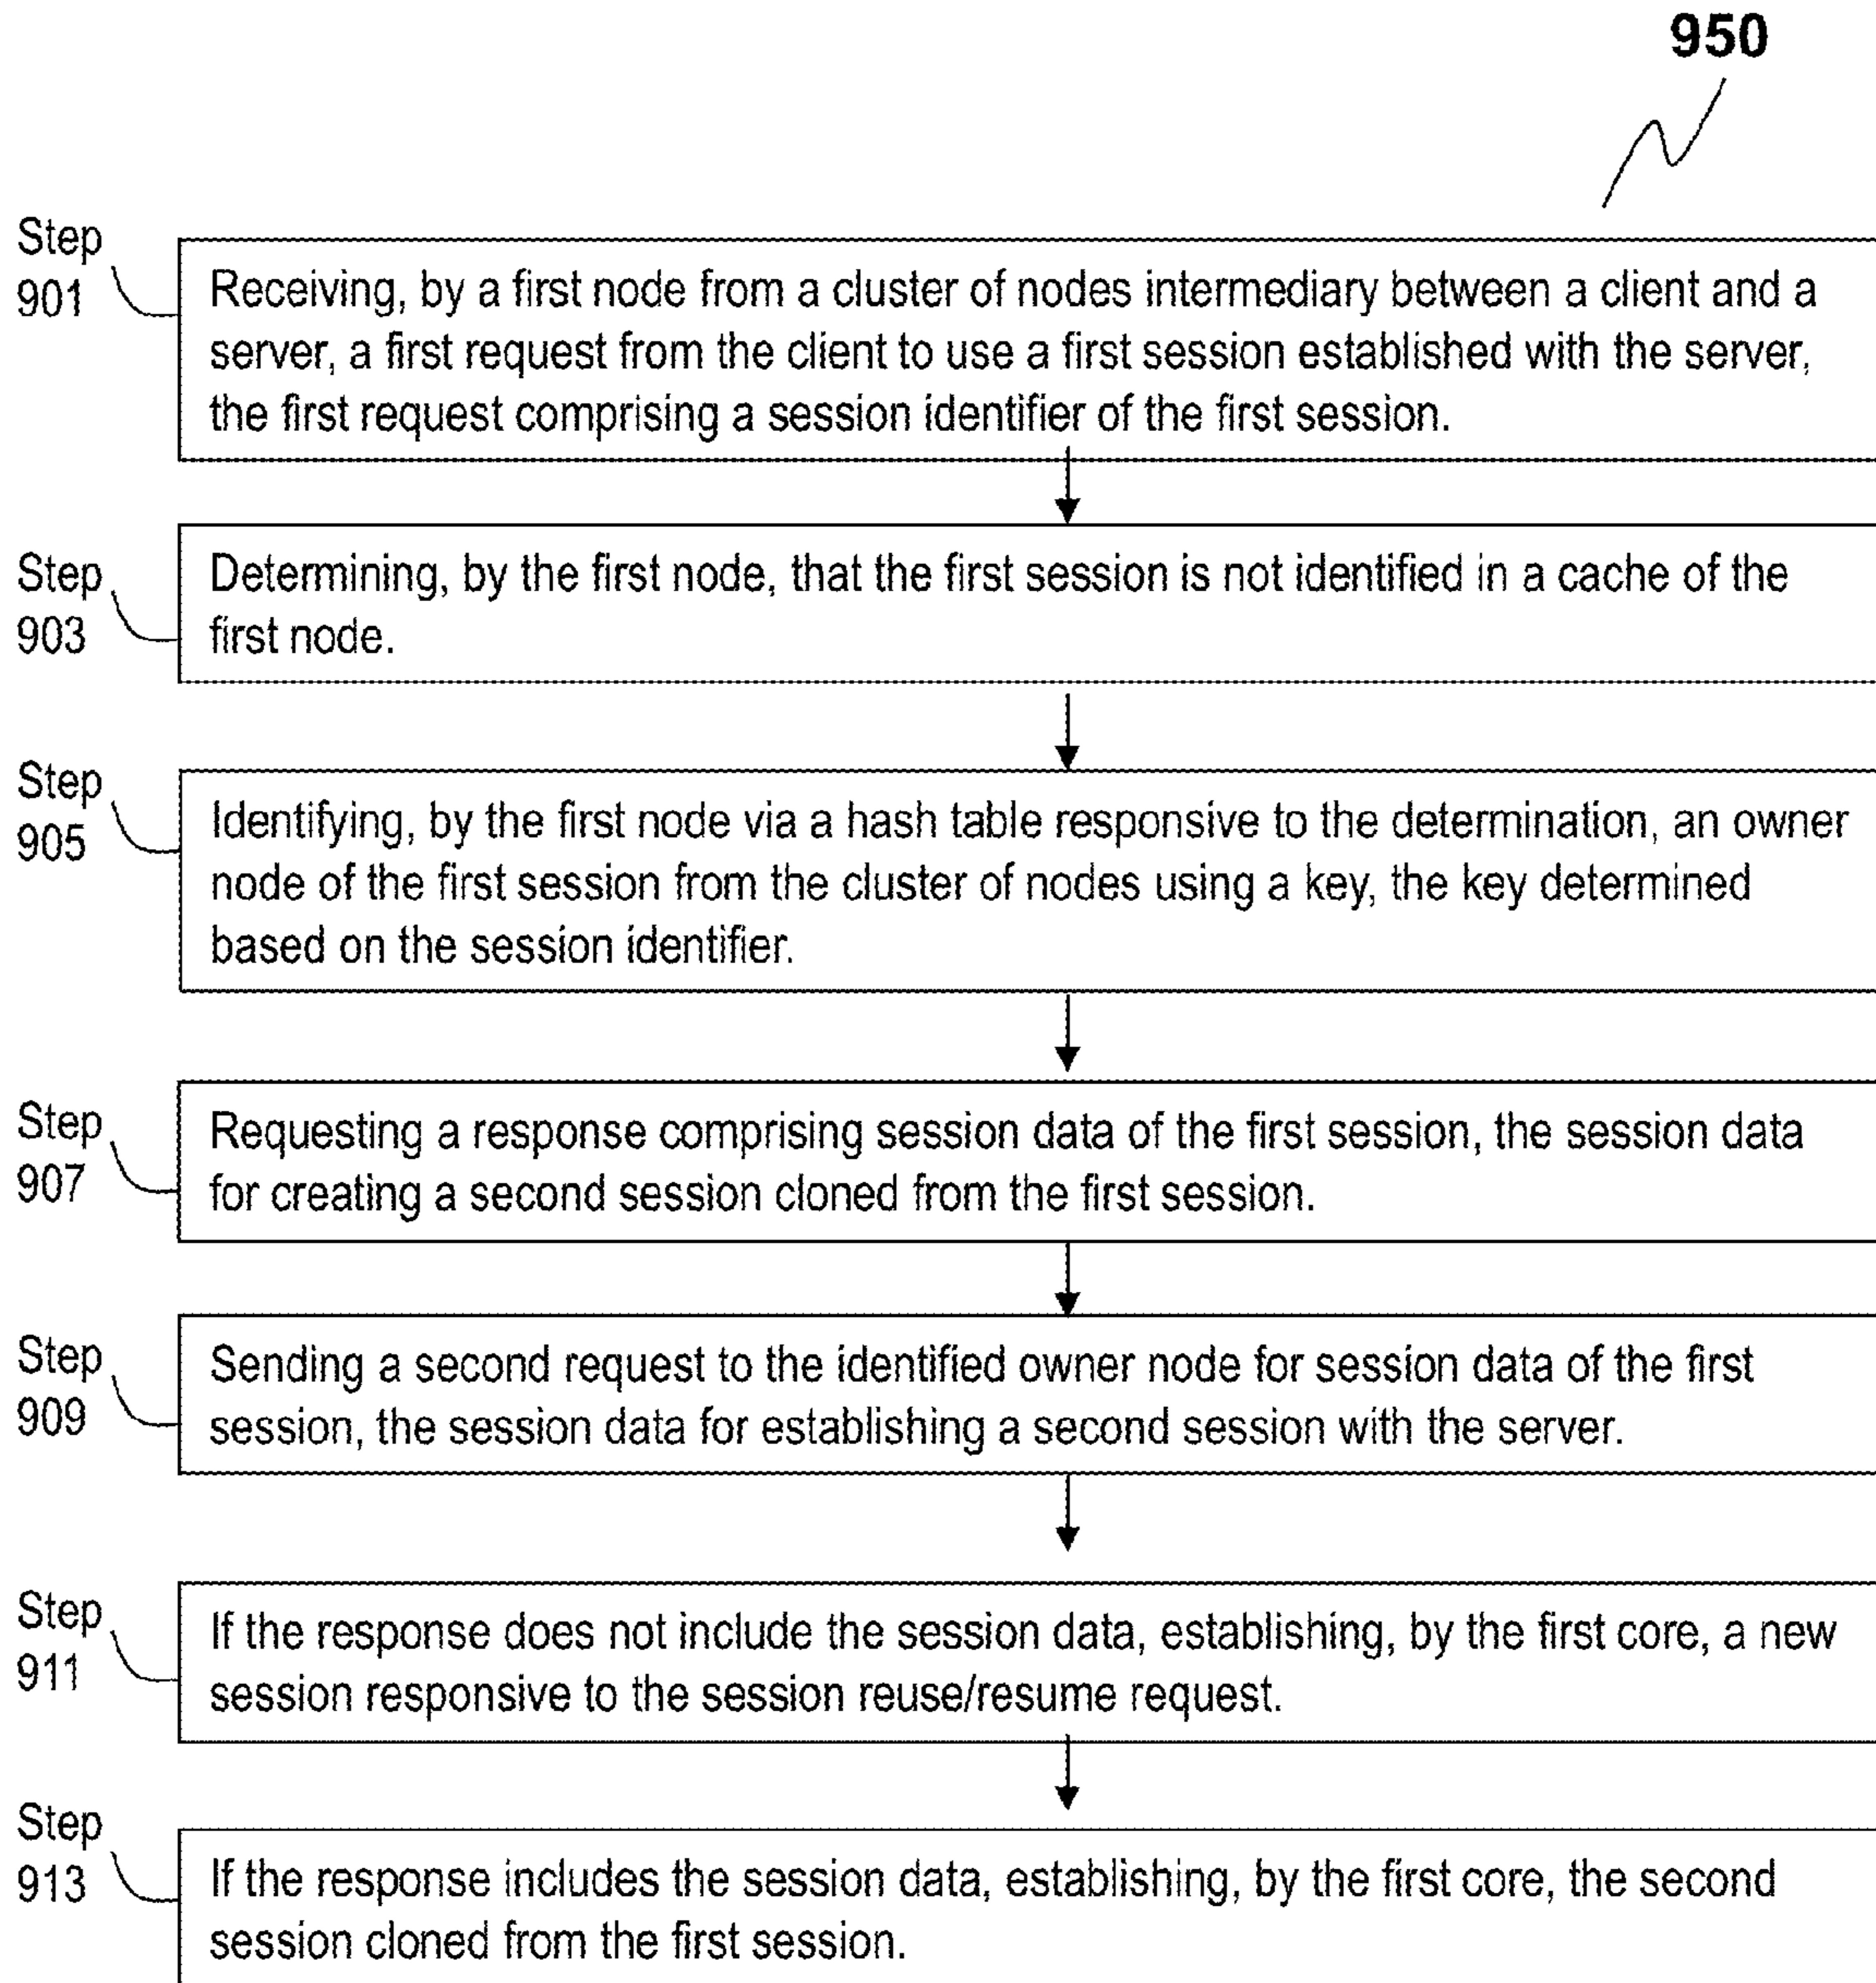 950
Step
901
Receiving, by a first node from a cluster of nodes intermediary between a client and a
server, a first request from the client to use a first session established with the server,
the first request comprising a session identifier of the first session.
Step
903
Determining, by the first node, that the first session is not identified in a cache of the
first node.
Step
905
Identifying, by the first node via a hash table responsive to the determination, an owner
node of the first session from the cluster of nodes using a key, the key determined
based on the session identifier.
Step
907
Requesting a response comprising session data of the first session, the session data
for creating a second session cloned from the first session.
Step
909
Sending a second request to the identified owner node for session data of the first
session, the session data for establishing a second session with the server.
Step
911
If the response does not include the session data, establishing, by the first core, a new
session responsive to the session reuse/resume request.
Step
913
If the response includes the session data, establishing, by the first core, the second
session cloned from the first session.